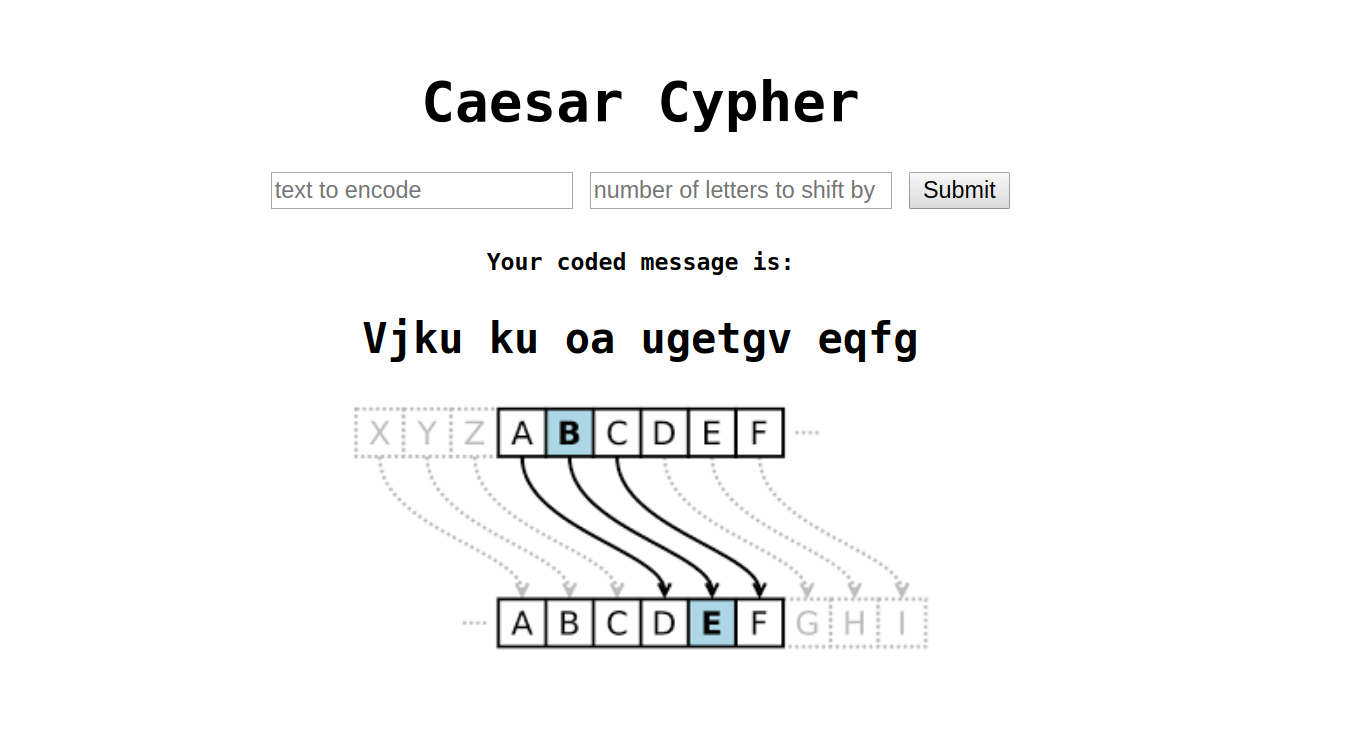 Caesar Cypher
text to encode number of letters to shift by Submit
Your coded message is:
Vjku ku oa ugetgv eqfg
X Y Z A B C D E F ....
.... A B C D E F G H I